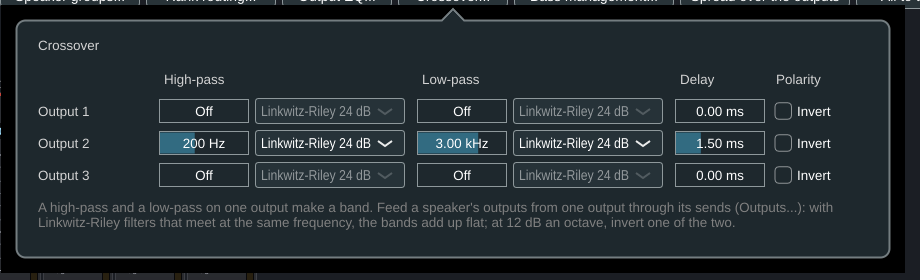 Crossover
High-pass Low-pass Delay Polarity
Output 1 Off Linkwitz-Riley 24 dB Off Linkwitz-Riley 24 dB 0.00 ms Invert
Output 2 200 Hz Linkwitz-Riley 24 dB 3.00 kHz Linkwitz-Riley 24 dB 1.50 ms Invert
Output 3 Off Linkwitz-Riley 24 dB Off Linkwitz-Riley 24 dB 0.00 ms Invert
A high-pass and a low-pass on one output make a band. Feed a speaker's outputs from one output through its sends (Outputs...): with
Linkwitz-Riley filters that meet at the same frequency, the bands add up flat; at 12 dB an octave, invert one of the two.